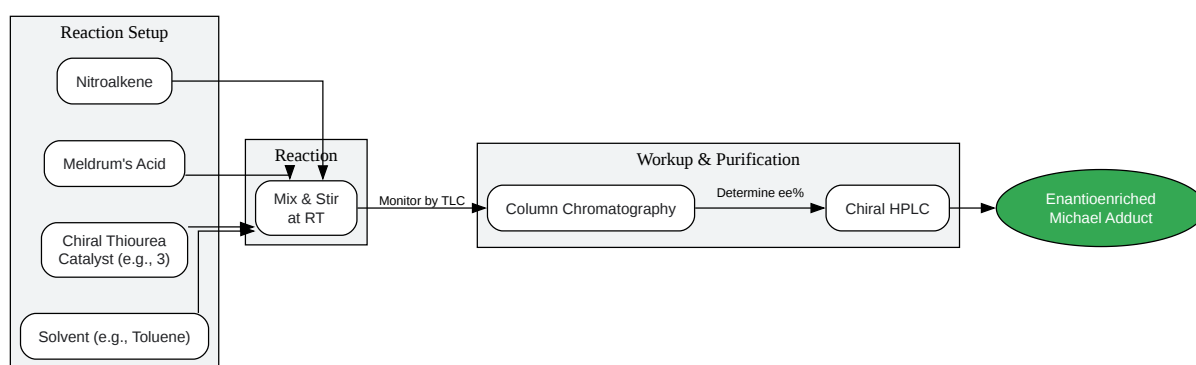 Reaction Setup
Nitroalkene
Meldrum's Acid
Chiral Thiourea
Catalyst (e.g., 3)
Solvent (e.g., Toluene)
Reaction
Mix & Stir
at RT
Monitor by TLC
Workup & Purification
Column Chromatography
Determine ee%
Chiral HPLC
Enantioenriched
Michael Adduct